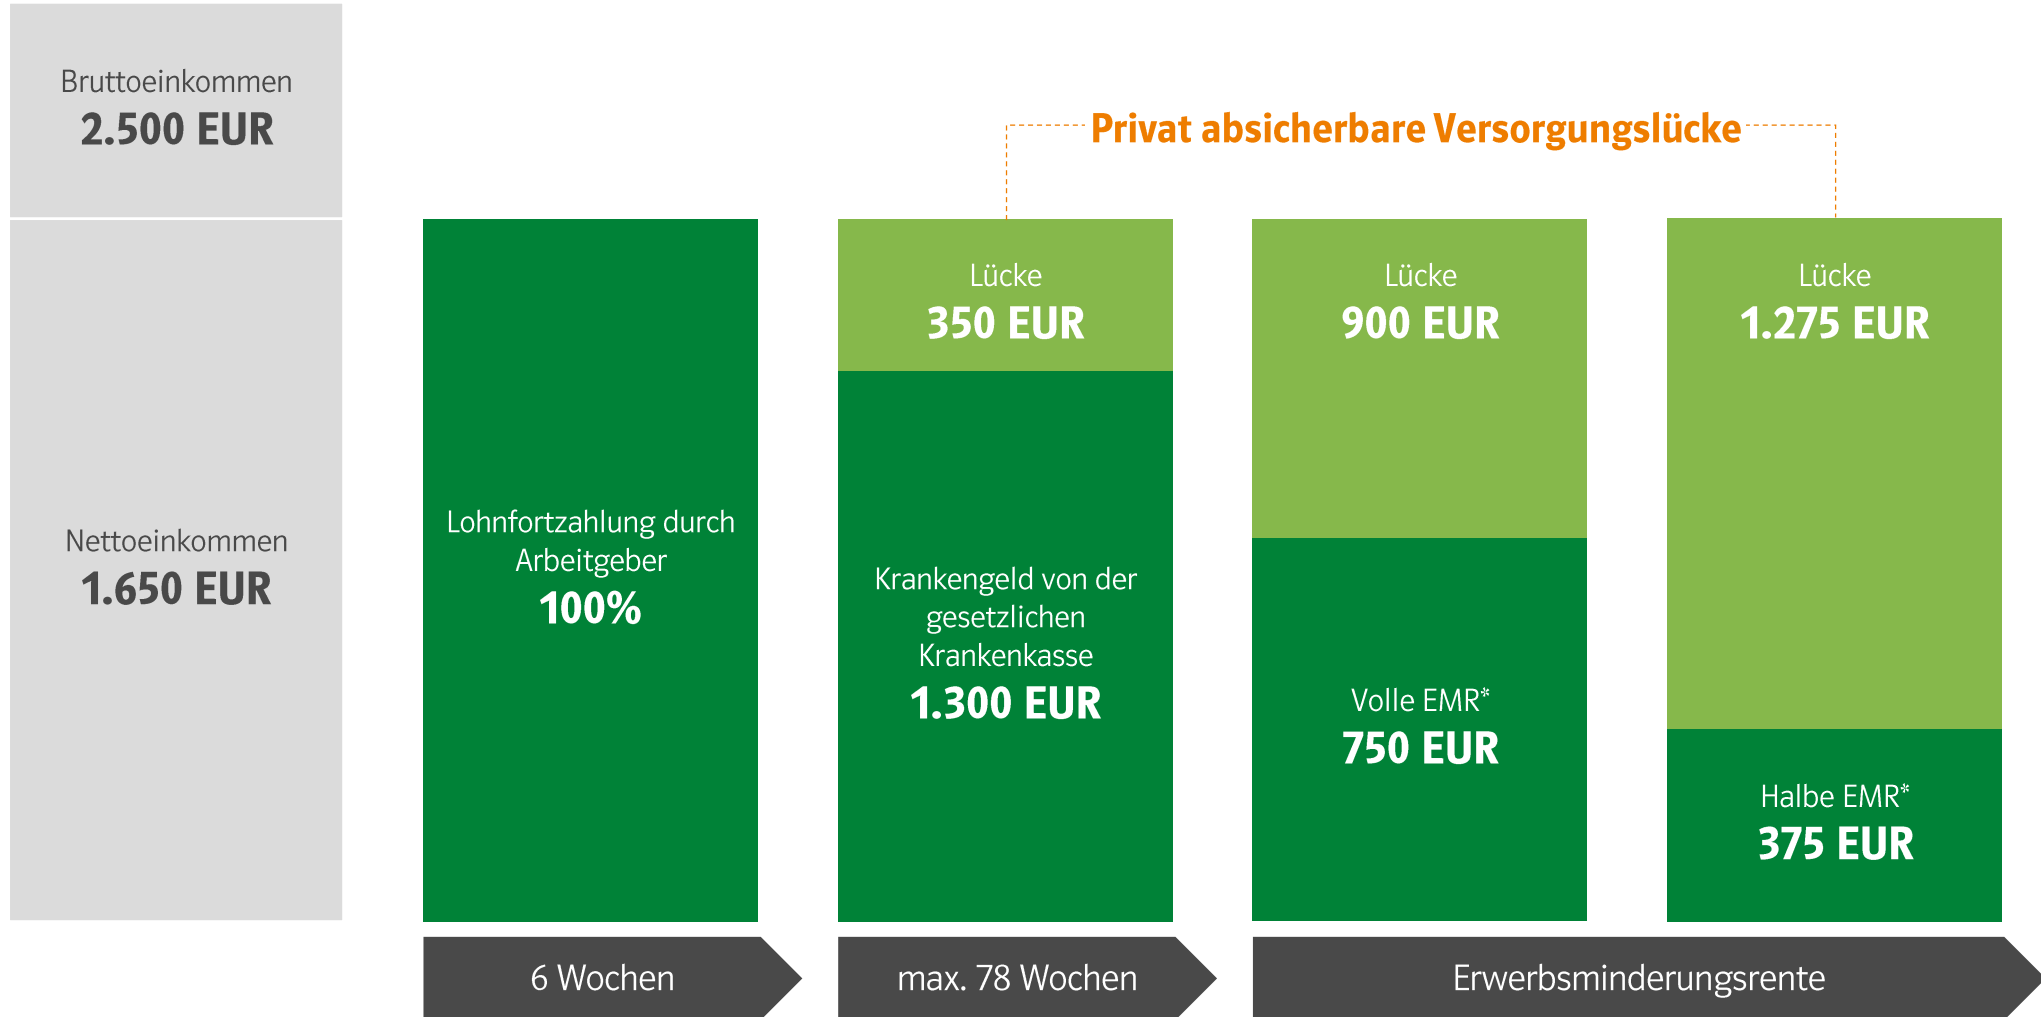 Bruttoeinkommen
2.500 EUR
Nettoeinkommen
1.650 EUR
Privat absicherbare Versorgungslücke
Lohnfortzahlung durch
Arbeitgeber
100%
Lücke
350 EUR
Krankengeld von der
gesetzlichen
Krankenkasse
1.300 EUR
Lücke
900 EUR
Volle EMR*
750 EUR
Lücke
1.275 EUR
Halbe EMR*
375 EUR
6 Wochen
max. 78 Wochen
Erwerbsminderungsrente